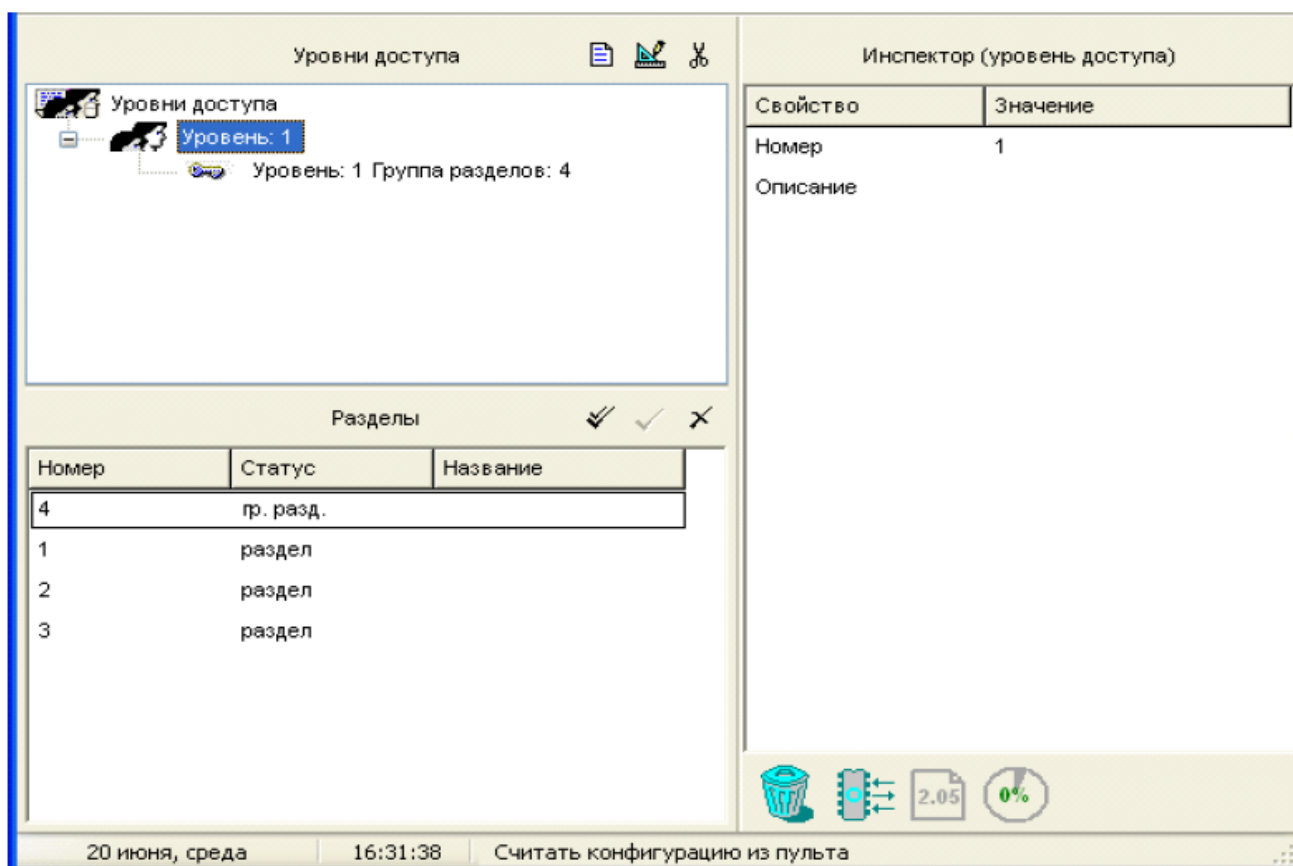 Уровни доступа
Уровни доступа
Уровень: 1
Уровень: 1 Группа разделов: 4
Разделы
Номер Статус Название
4 гр. разд.
1 раздел
2 раздел
3 раздел
Инспектор (уровень доступа)
Свойство Значение
Номер 1
Описание
2.05 0%
20 июня, среда 16:31:38 Считать конфигурацию из пульта